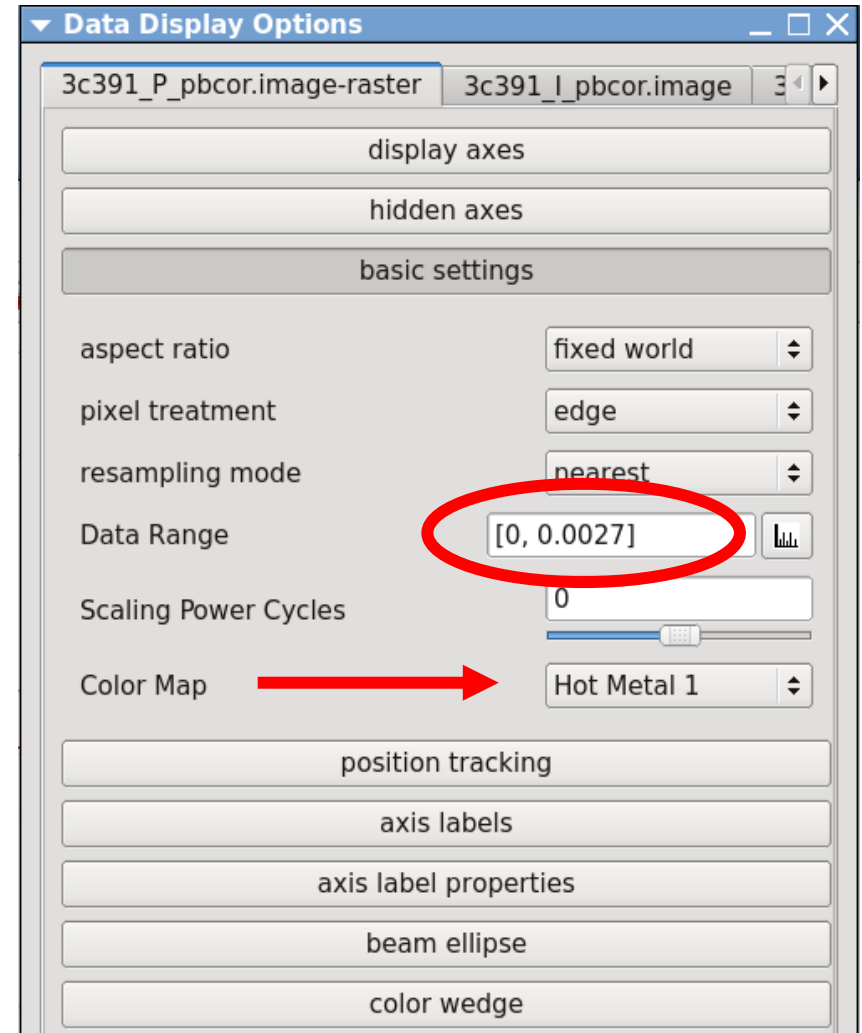 Data Display Options
3c391_P_pbcor.image-raster 3c391_I_pbcor.image 3
display axes
hidden axes
basic settings
aspect ratio fixed world
pixel treatment edge
resampling mode nearest
Data Range [0, 0.0027]
Scaling Power Cycles 0
Color Map Hot Metal 1
position tracking
axis labels
axis label properties
beam ellipse
color wedge